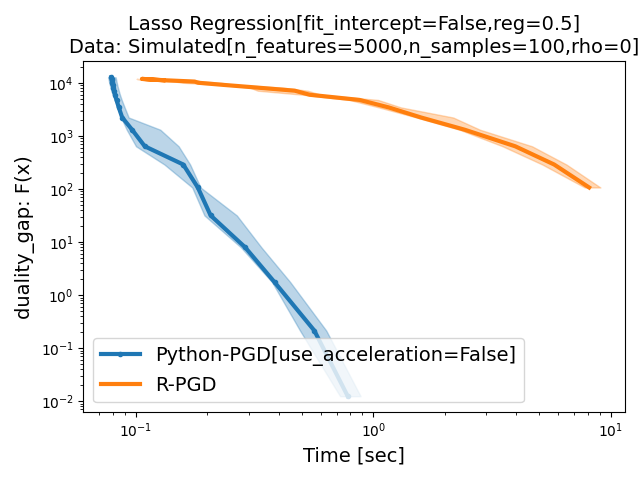 Lasso Regression[fit_intercept=False,reg=0.5]
Data: Simulated[n_features=5000,n_samples=100,rho=0]
duality_gap: F(x)
10⁴
10³
10²
10¹
10⁰
10⁻¹
10⁻²
Python-PGD[use_acceleration=False]
R-PGD
10⁻¹ 10⁰ 10¹
Time [sec]